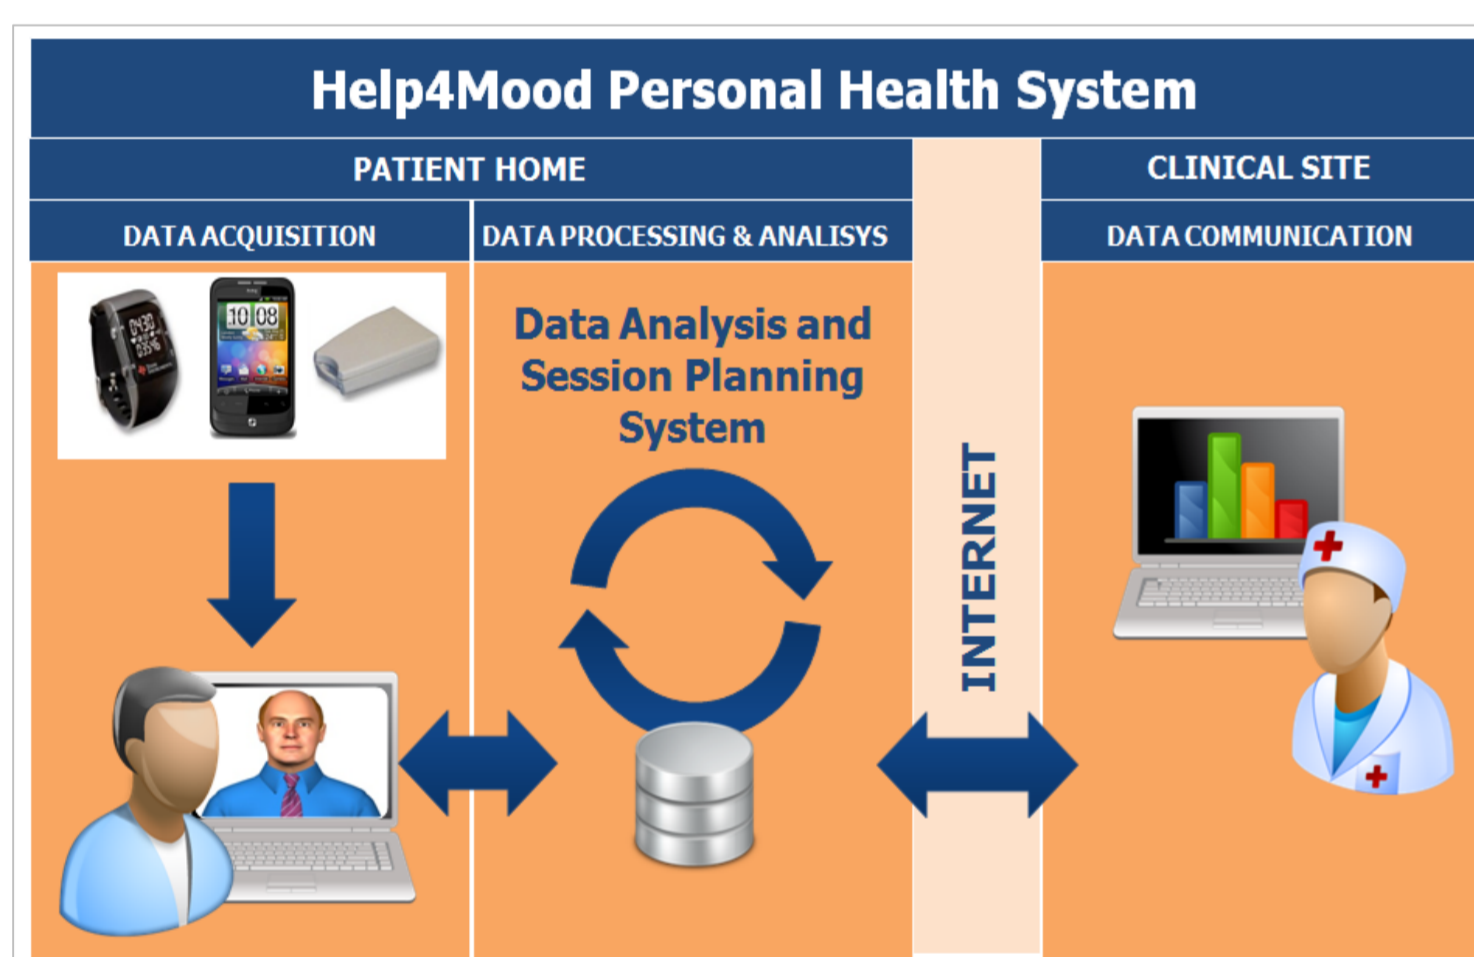 Help4Mood Personal Health System
PATIENT HOME
CLINICAL SITE
DATA ACQUISITION
DATA PROCESSING & ANALISYS
DATA COMMUNICATION
10 08
Data Analysis and
Session Planning
System
INTERNET